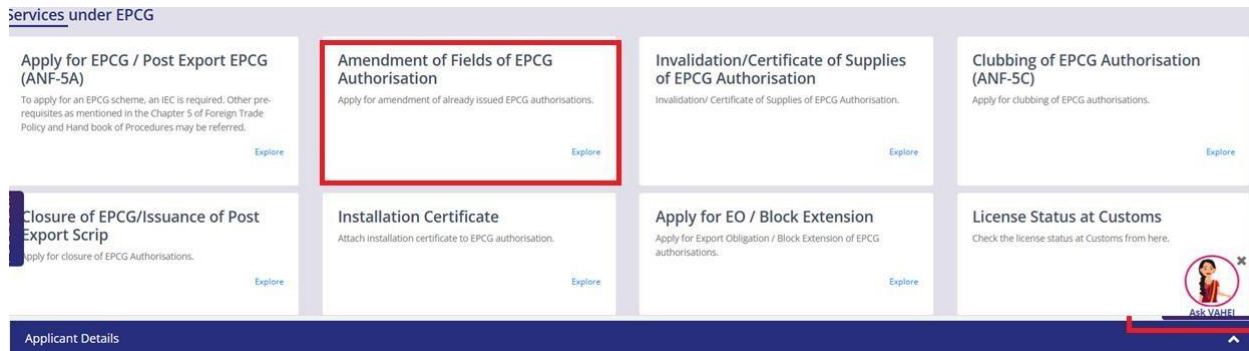 Services under EPCG
Apply for EPCG / Post Export EPCG
(ANF-5A)
To apply for an EPCG scheme, an IEC is required. Other pre-
requisites as mentioned in the Chapter 5 of Foreign Trade
Policy and Hand book of Procedures may be referred.
Explore
Amendment of Fields of EPCG
Authorisation
Apply for amendment of already issued EPCG authorisations.
Explore
Invalidation/Certificate of Supplies
of EPCG Authorisation
Invalidation/ Certificate of Supplies of EPCG Authorisation.
Explore
Clubbing of EPCG Authorisation
(ANF-5C)
Apply for clubbing of EPCG authorisations.
Explore
Closure of EPCG/Issuance of Post
Export Scrip
Apply for closure of EPCG Authorisations.
Explore
Installation Certificate
Attach installation certificate to EPCG authorisation.
Explore
Apply for EO / Block Extension
Apply for Export Obligation / Block Extension of EPCG
authorisations.
Explore
License Status at Customs
Check the license status at Customs from here.
Ask VAHEI
Applicant Details